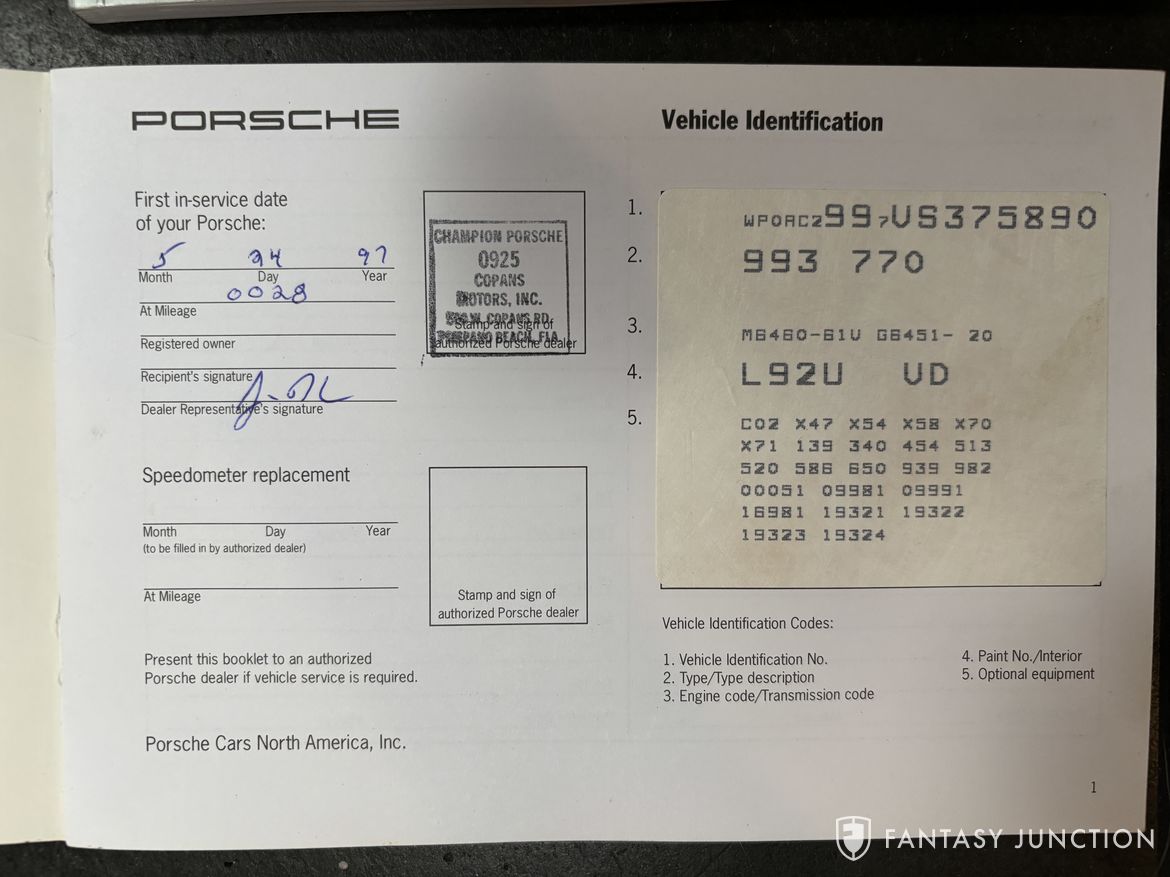 PORSCHE
First in-service date
of your Porsche:
5 24 97
Month Day Year
0028
At Mileage
Registered owner
Recipient's signature
Dealer Representative's signature
CHAMPION PORSCHE
0925
COPANS
MOTORS, INC.
COPANS RD.
POMPANO BEACH, FLA.
Stamp and sign of
authorized Porsche dealer
Speedometer replacement
Month Day Year
(to be filled in by authorized dealer)
At Mileage
Stamp and sign of
authorized Porsche dealer
Present this booklet to an authorized
Porsche dealer if vehicle service is required.
Porsche Cars North America, Inc.
Vehicle Identification
1. WP0AC2997VS375890
2. 993 770
3. M6460-61U G6451- 20
4. L92U VD
5. C02 X47 X54 X58 X70
X71 139 340 454 513
520 586 650 939 982
00051 09981 09991
16981 19321 19322
19323 19324
Vehicle Identification Codes:
1. Vehicle Identification No.
2. Type/Type description
3. Engine code/Transmission code
4. Paint No./Interior
5. Optional equipment
1
FANTASY JUNCTION